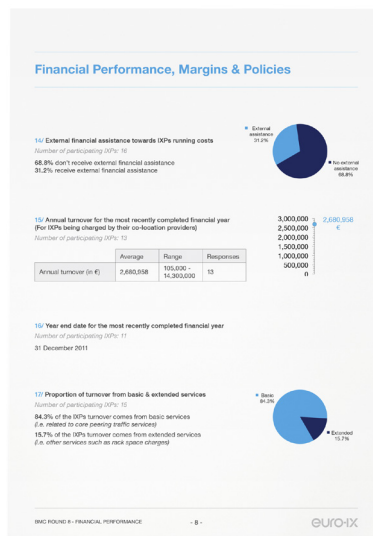 Financial Performance, Margins & Policies
14/ External financial assistance towards IXPs running costs
Number of participating IXPs: 16
68.8% don't receive external financial assistance
31.2% receive external financial assistance
External
assistance
31.2%
No external
assistance
68.8%
15/ Annual turnover for the most recently completed financial year
(For IXPs being charged by their co-location providers)
Number of participating IXPs: 13
Average Range Responses
Annual turnover (in €) 2,680,958 105,000 -
14,300,000 13
3,000,000
2,500,000
2,000,000
1,500,000
1,000,000
500,000
0
2,680,958
€
16/ Year end date for the most recently completed financial year
Number of participating IXPs: 11
31 December 2011
17/ Proportion of turnover from basic & extended services
Number of participating IXPs: 15
84.3% of the IXPs turnover comes from basic services
(i.e. related to core peering traffic services)
15.7% of the IXPs turnover comes from extended services
(i.e. other services such as rack space charges)
Basic
84.3%
Extended
15.7%
BMC ROUND 6 - FINANCIAL PERFORMANCE
- 8 -
euro-ix